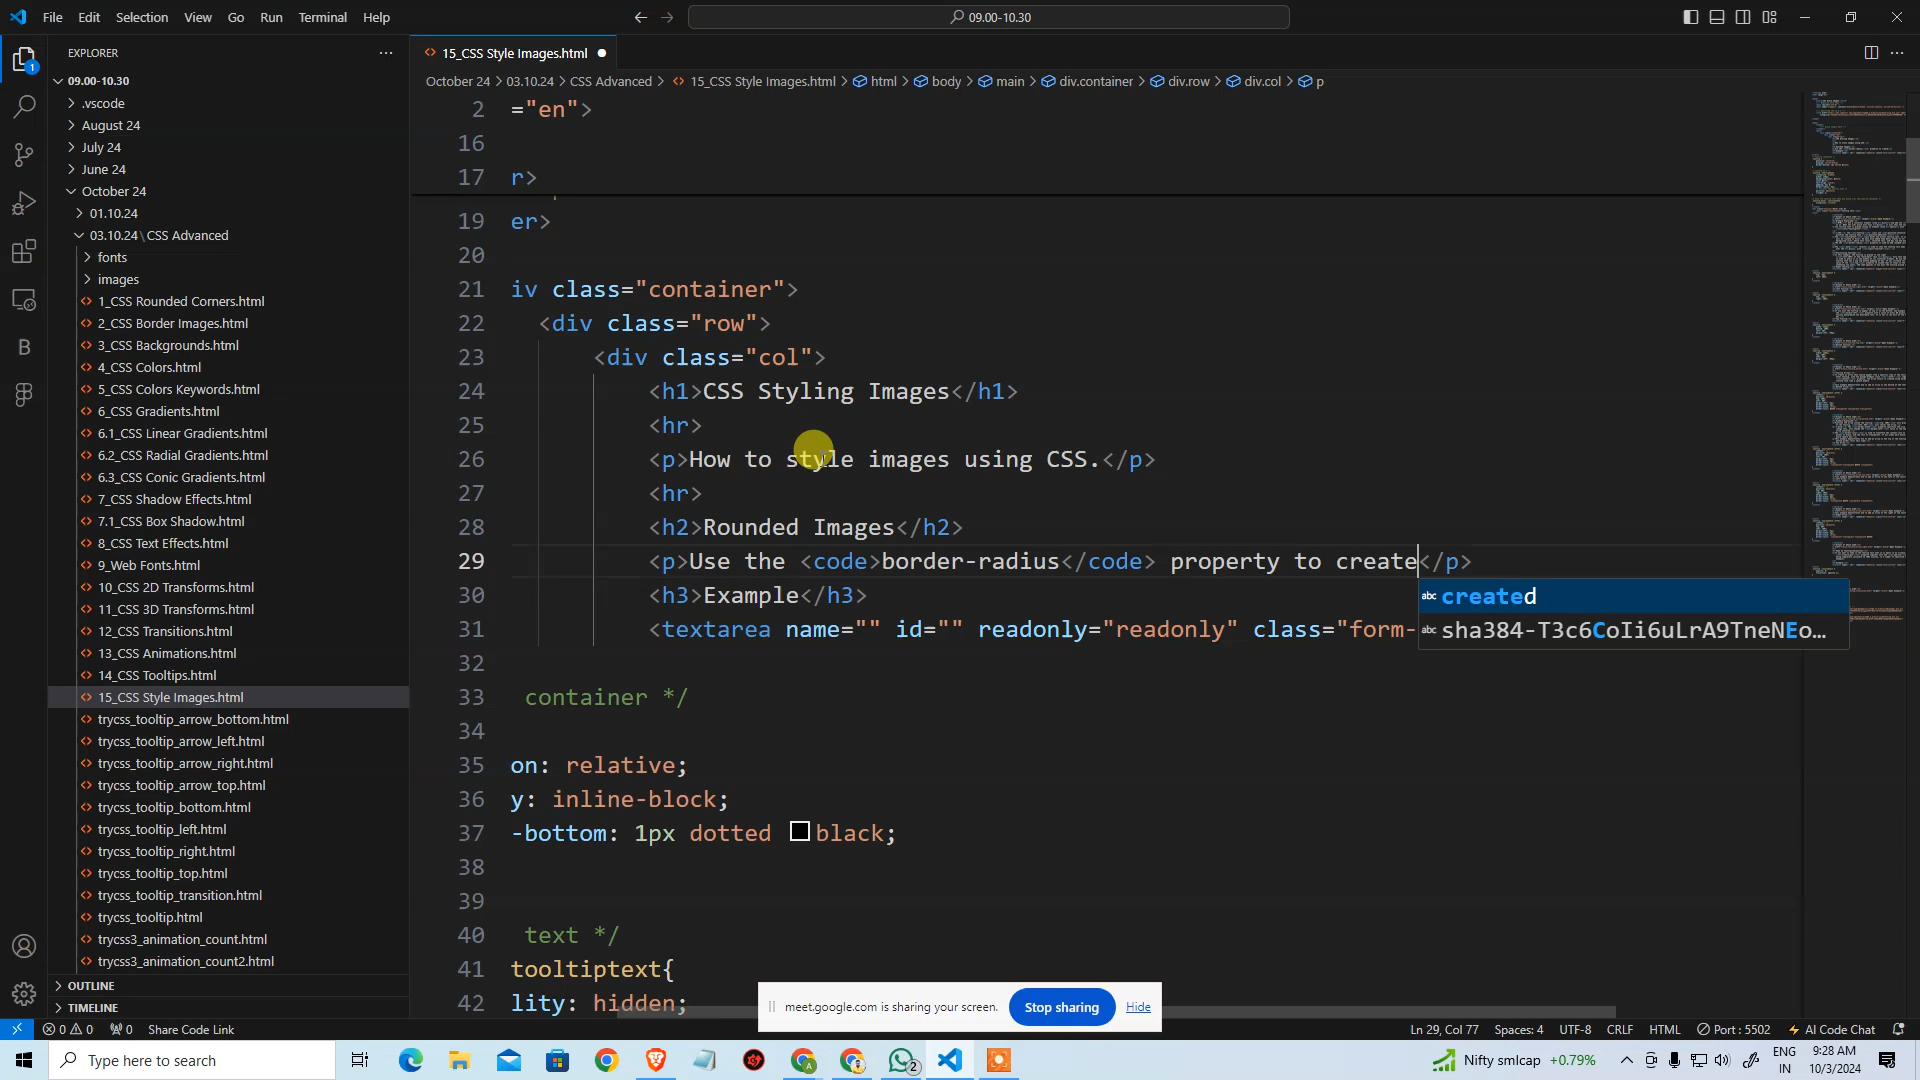 File Edit Selection View Go Run Terminal Help
09.00-10.30
EXPLORER
15_CSS Style Images.html
09.00-10.30
October 24 > 03.10.24 > CSS Advanced > 15_CSS Style Images.html > html > body > main > div.container > div.row > div.col > p
.vscode
August 24
July 24
June 24
October 24
01.10.24
03.10.24\CSS Advanced
fonts
images
1_CSS Rounded Corners.html
2_CSS Border Images.html
3_CSS Backgrounds.html
4_CSS Colors.html
5_CSS Colors Keywords.html
6_CSS Gradients.html
6.1_CSS Linear Gradients.html
6.2_CSS Radial Gradients.html
6.3_CSS Conic Gradients.html
7_CSS Shadow Effects.html
7.1_CSS Box Shadow.html
8_CSS Text Effects.html
9_Web Fonts.html
10_CSS 2D Transforms.html
11_CSS 3D Transforms.html
12_CSS Transitions.html
13_CSS Animations.html
14_CSS Tooltips.html
15_CSS Style Images.html
trycss_tooltip_arrow_bottom.html
trycss_tooltip_arrow_left.html
trycss_tooltip_arrow_right.html
trycss_tooltip_arrow_top.html
trycss_tooltip_bottom.html
trycss_tooltip_left.html
trycss_tooltip_right.html
trycss_tooltip_top.html
trycss_tooltip_transition.html
trycss_tooltip.html
trycss3_animation_count.html
trycss3_animation_count2.html
OUTLINE
TIMELINE
2 ="en">
16
17 r>
19 er>
20
21 iv class="container">
22 <div class="row">
23 <div class="col">
24 <h1>CSS Styling Images</h1>
25 <hr>
26 <p>How to style images using CSS.</p>
27 <hr>
28 <h2>Rounded Images</h2>
29 <p>Use the <code>border-radius</code> property to create</p>
30 <h3>Example</h3>
31 <textarea name="" id="" readonly="readonly" class="form-
abc created
abc sha384-T3c6CoIi6uLrA9TneNEo…
32
33 container */
34
35 on: relative;
36 y: inline-block;
37 -bottom: 1px dotted black;
38
39
40 text */
41 tooltiptext{
42 lity: hidden;
meet.google.com is sharing your screen. Stop sharing Hide
0 0 0 Share Code Link
Ln 29, Col 77 Spaces: 4 UTF-8 CRLF HTML Port : 5502 AI Code Chat
Type here to search
2
Nifty smlcap +0.79%
ENG
IN
9:28 AM
10/3/2024